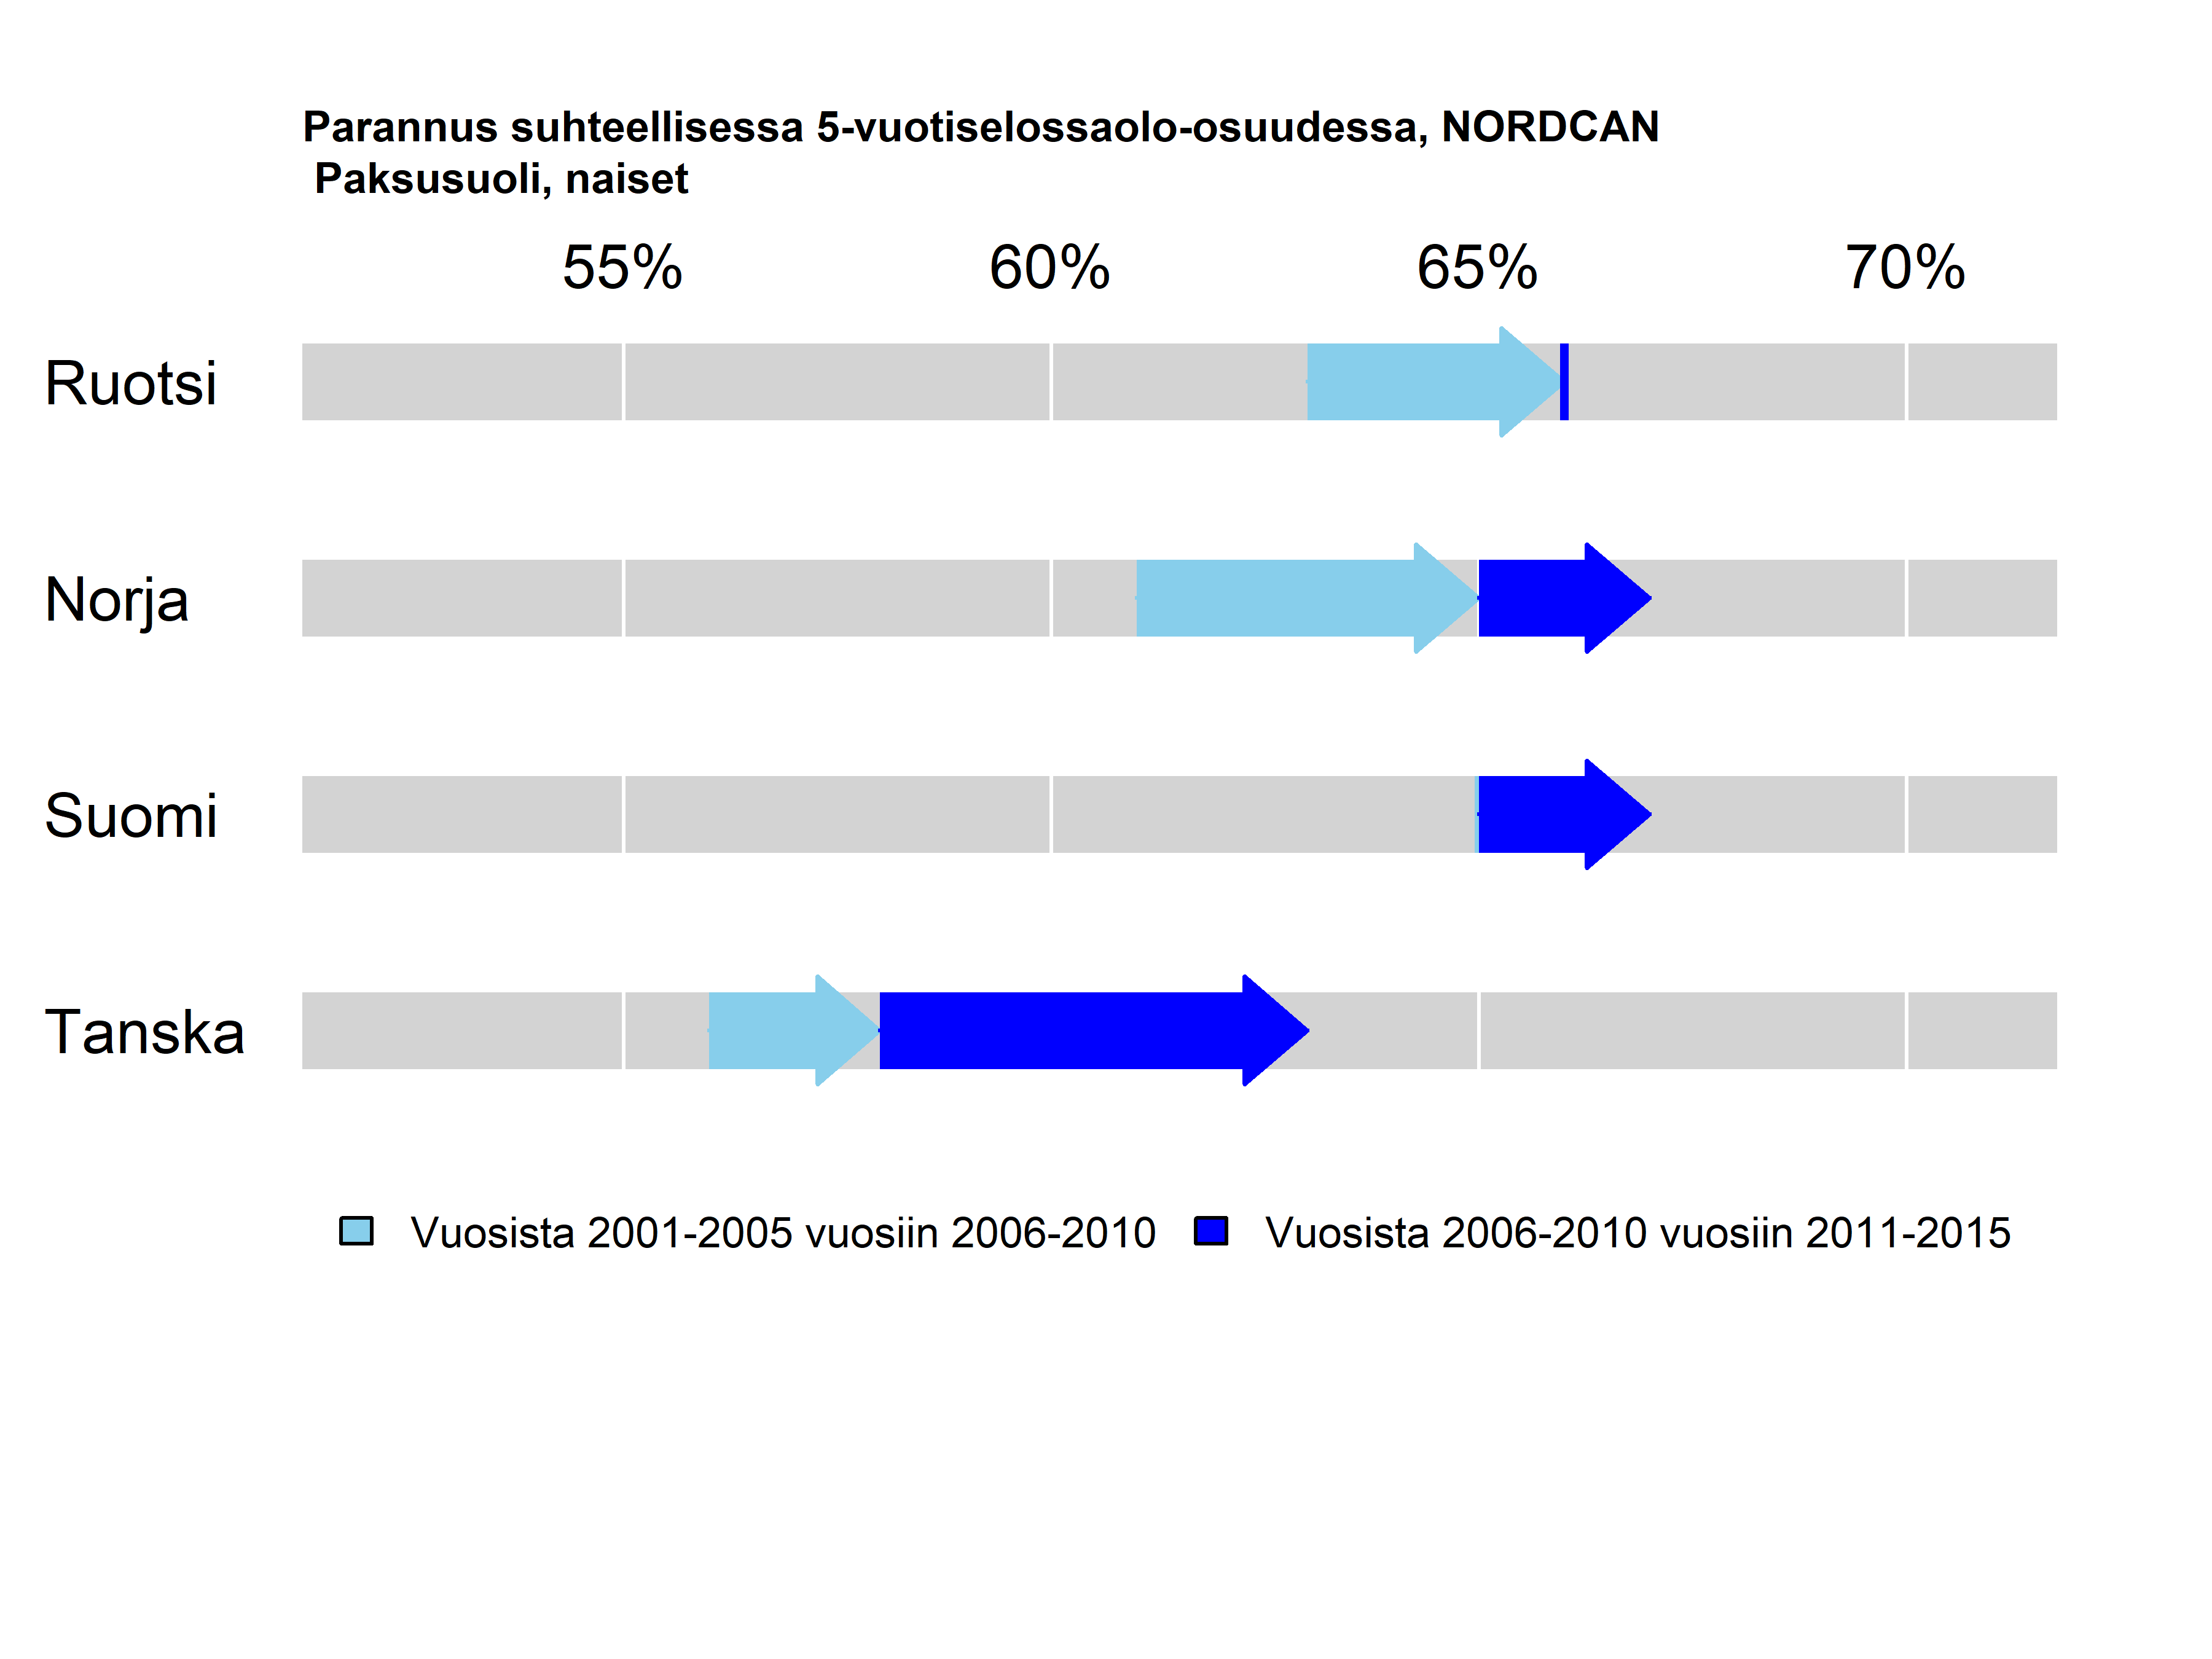 Parannus suhteellisessa 5-vuotiselossaolo-osuudessa, NORDCAN
Paksusuoli, naiset
55% 60% 65% 70%
Ruotsi
Norja
Suomi
Tanska
Vuosista 2001-2005 vuosiin 2006-2010 Vuosista 2006-2010 vuosiin 2011-2015